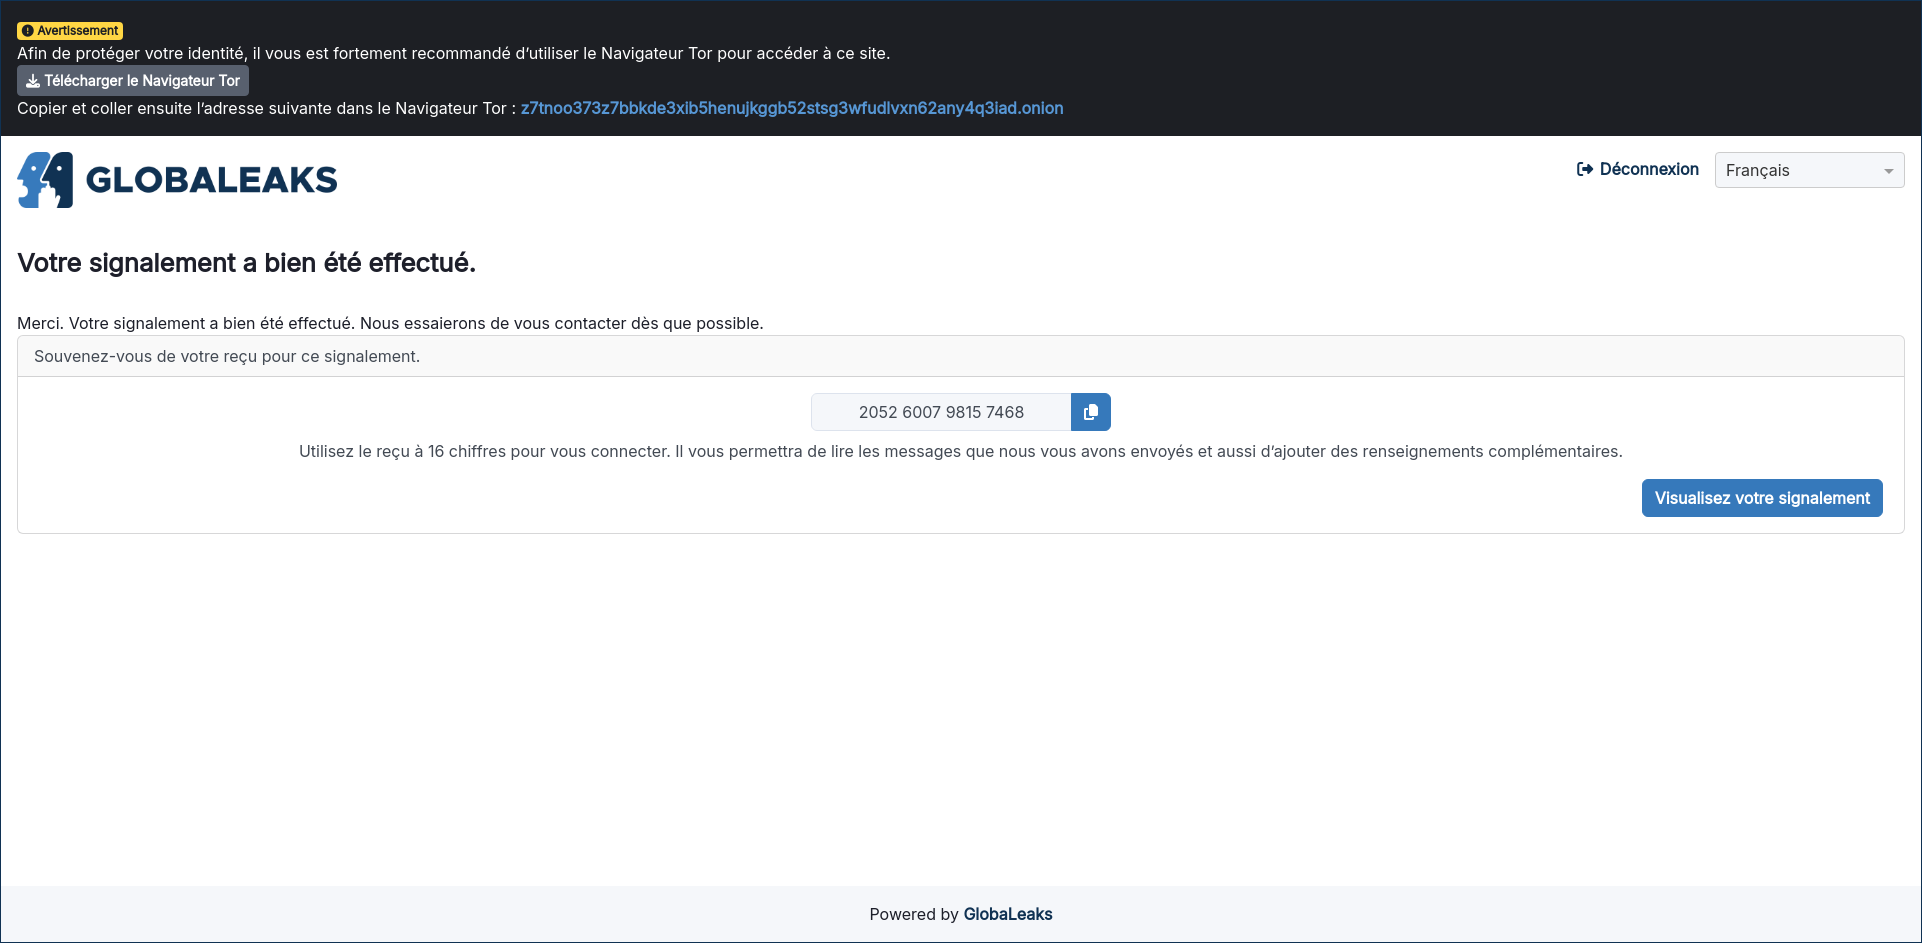 Avertissement
Afin de protéger votre identité, il vous est fortement recommandé d’utiliser le Navigateur Tor pour accéder à ce site.
Télécharger le Navigateur Tor
Copier et coller ensuite l’adresse suivante dans le Navigateur Tor : z7tnoo373z7bbkde3xib5henujkggb52stsg3wfudlvxn62any4q3iad.onion
GLOBALEAKS
Déconnexion
Français
Votre signalement a bien été effectué.
Merci. Votre signalement a bien été effectué. Nous essaierons de vous contacter dès que possible.
Souvenez-vous de votre reçu pour ce signalement.
2052 6007 9815 7468
Utilisez le reçu à 16 chiffres pour vous connecter. Il vous permettra de lire les messages que nous vous avons envoyés et aussi d’ajouter des renseignements complémentaires.
Visualisez votre signalement
Powered by GlobaLeaks